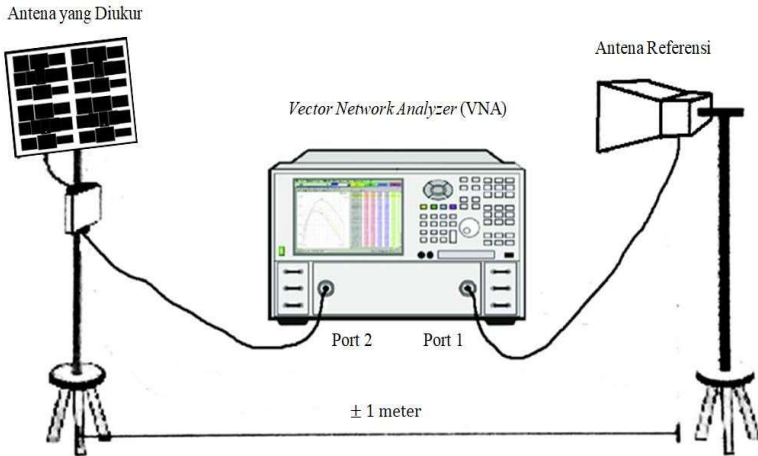 Antena yang Diukur
Antena Referensi
Vector Network Analyzer (VNA)
Port 2
Port 1
± 1 meter